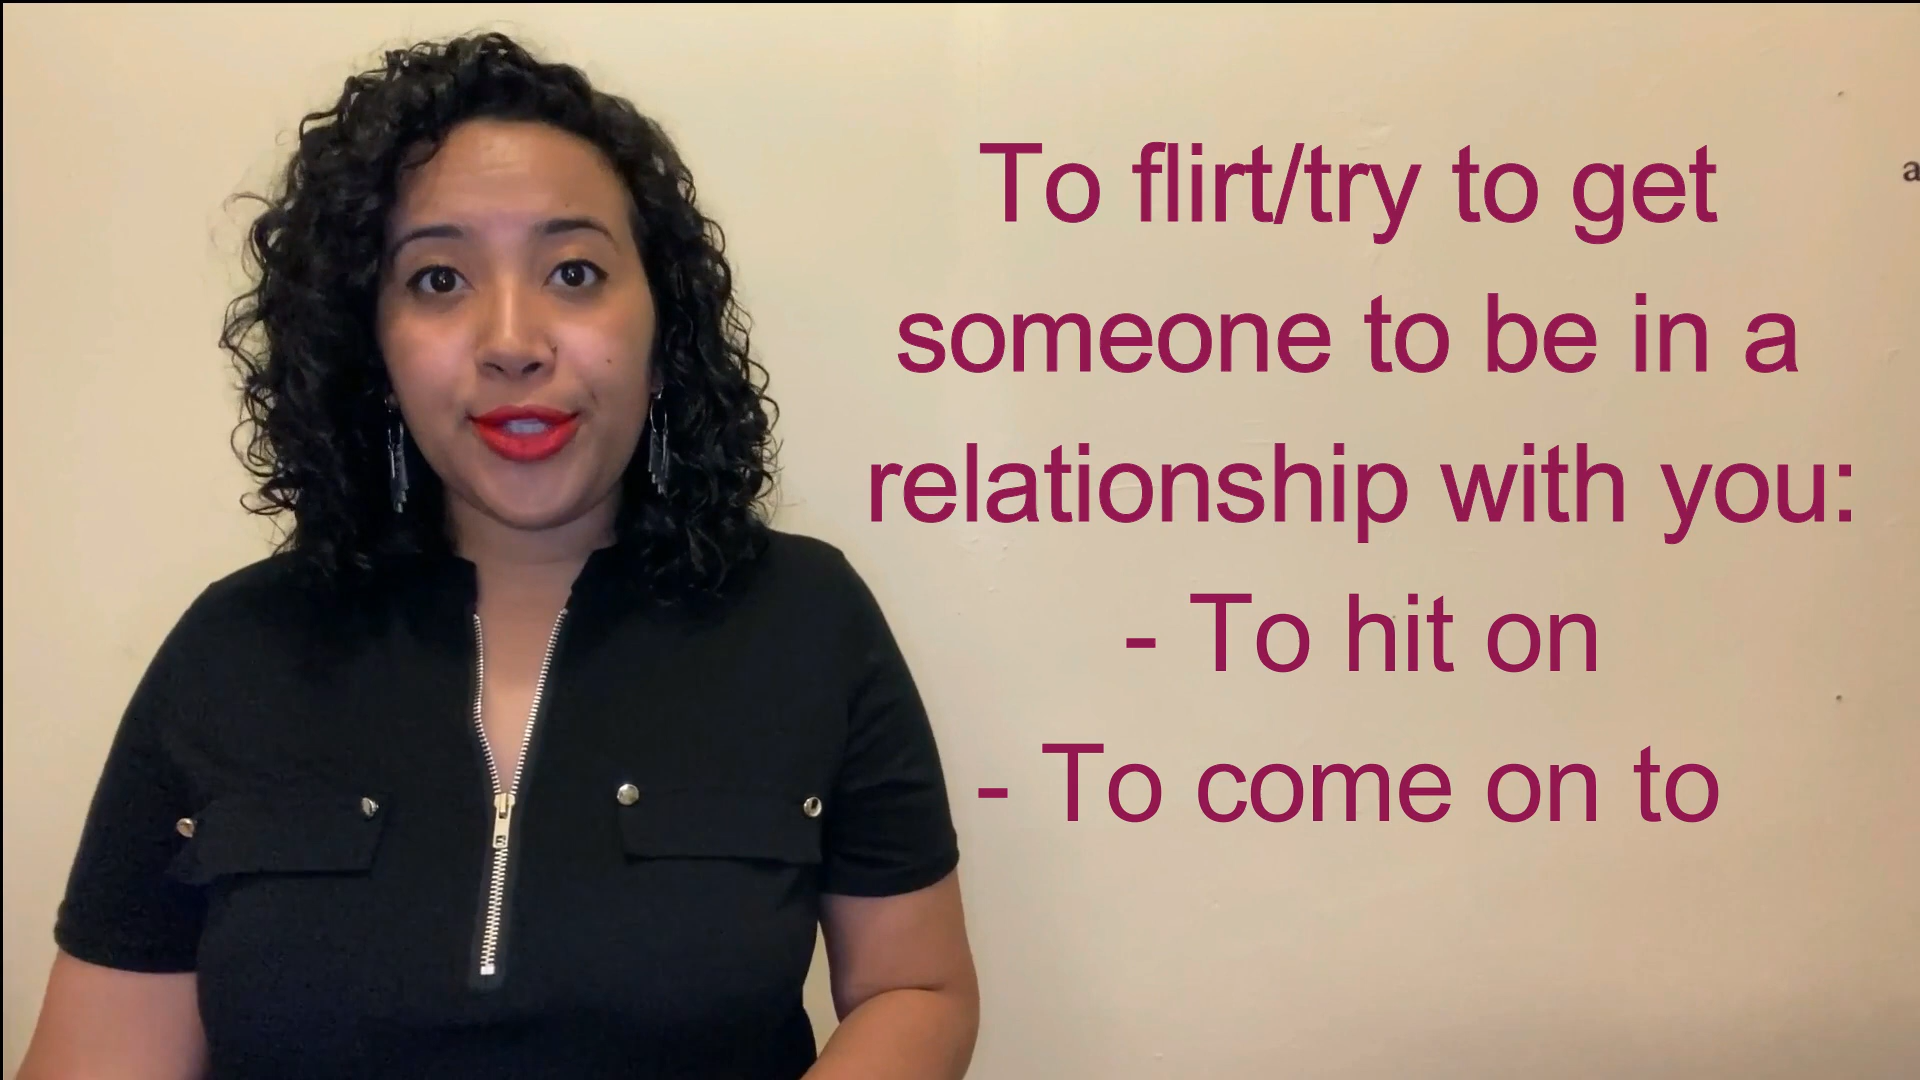 To flirt/try to get
someone to be in a
relationship with you:
- To hit on
- To come on to
a